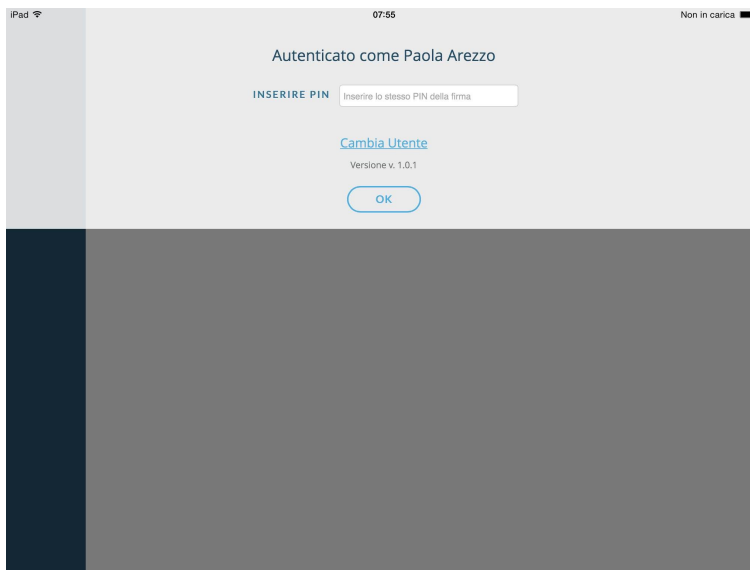 iPad 07:55 Non in carica
Autenticato come Paola Arezzo
INSERIRE PIN Inserire lo stesso PIN della firma
Cambia Utente
Versione v. 1.0.1
OK